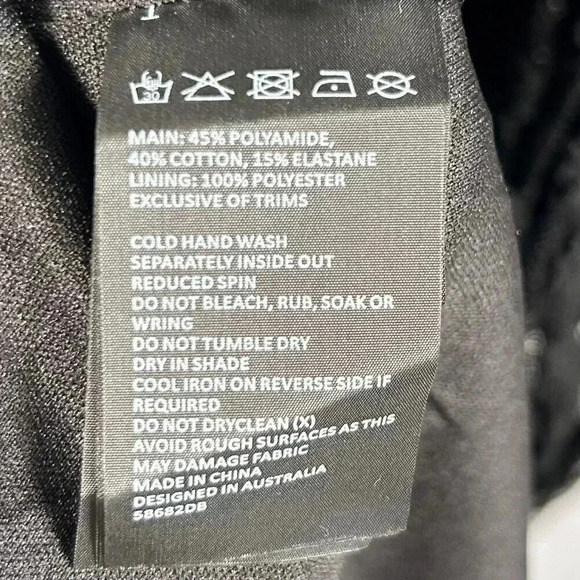 30
MAIN: 45% POLYAMIDE,
40% COTTON, 15% ELASTANE
LINING: 100% POLYESTER
EXCLUSIVE OF TRIMS
COLD HAND WASH
SEPARATELY INSIDE OUT
REDUCED SPIN
DO NOT BLEACH, RUB, SOAK OR
WRING
DO NOT TUMBLE DRY
DRY IN SHADE
COOL IRON ON REVERSE SIDE IF
REQUIRED
DO NOT DRYCLEAN (X)
AVOID ROUGH SURFACES AS THIS
MAY DAMAGE FABRIC
MADE IN CHINA
DESIGNED IN AUSTRALIA
58682DB